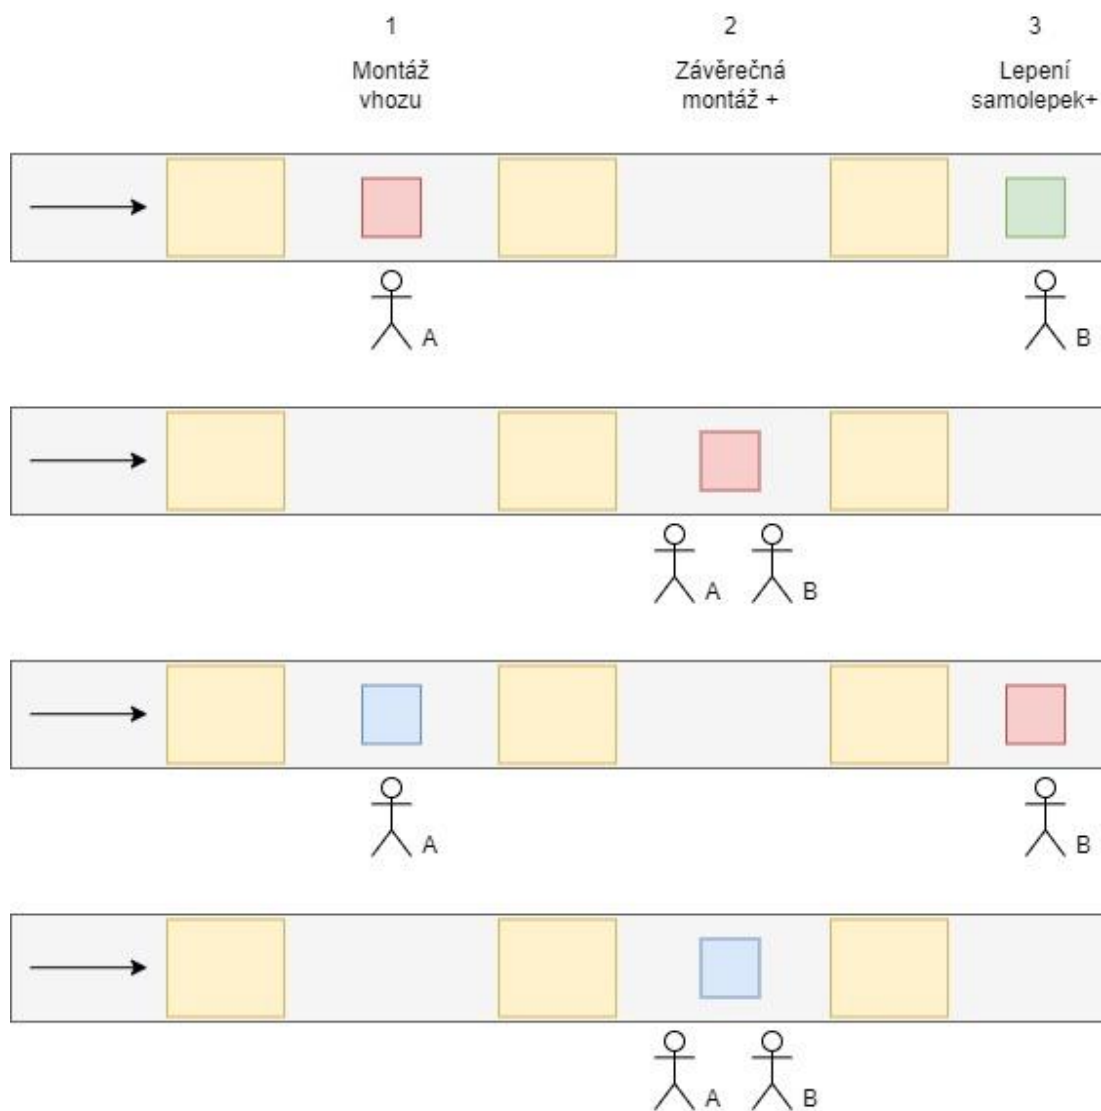 1
2
3
Montáž
vhozu
Závěrečná
montáž +
Lepení
samolepek+
A
B
A
B
A
B
A
B